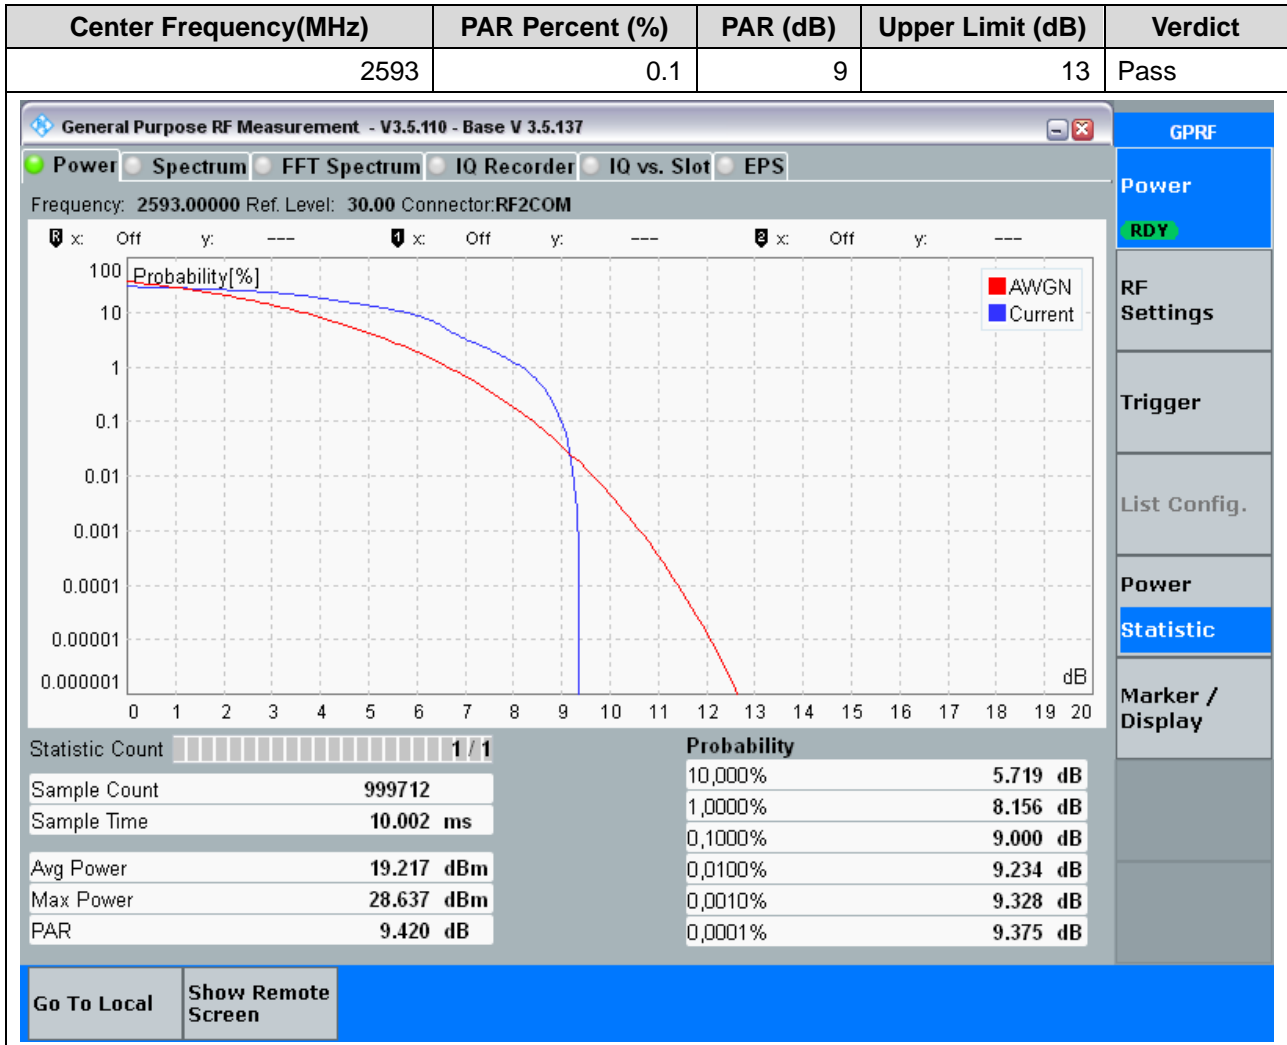 Center Frequency(MHz) PAR Percent (%) PAR (dB) Upper Limit (dB) Verdict
2593 0.1 9 13 Pass
General Purpose RF Measurement - V3.5.110 - Base V 3.5.137
GPRF
Power Spectrum FFT Spectrum IQ Recorder IQ vs. Slot EPS
Power
RDY
Frequency: 2593.00000 Ref. Level: 30.00 Connector:RF2COM
R x: Off y: --- 1 x: Off y: --- 2 x: Off y: ---
Probability[%]
AWGN
Current
100
10
1
0.1
0.01
0.001
0.0001
0.00001
0.000001
dB
0 1 2 3 4 5 6 7 8 9 10 11 12 13 14 15 16 17 18 19 20
RF
Settings
Trigger
List Config.
Power
Statistic
Marker /
Display
Statistic Count 1 / 1
Sample Count 999712
Sample Time 10.002 ms
Avg Power 19.217 dBm
Max Power 28.637 dBm
PAR 9.420 dB
Probability
10,000% 5.719 dB
1,0000% 8.156 dB
0,1000% 9.000 dB
0,0100% 9.234 dB
0,0010% 9.328 dB
0,0001% 9.375 dB
Go To Local
Show Remote
Screen